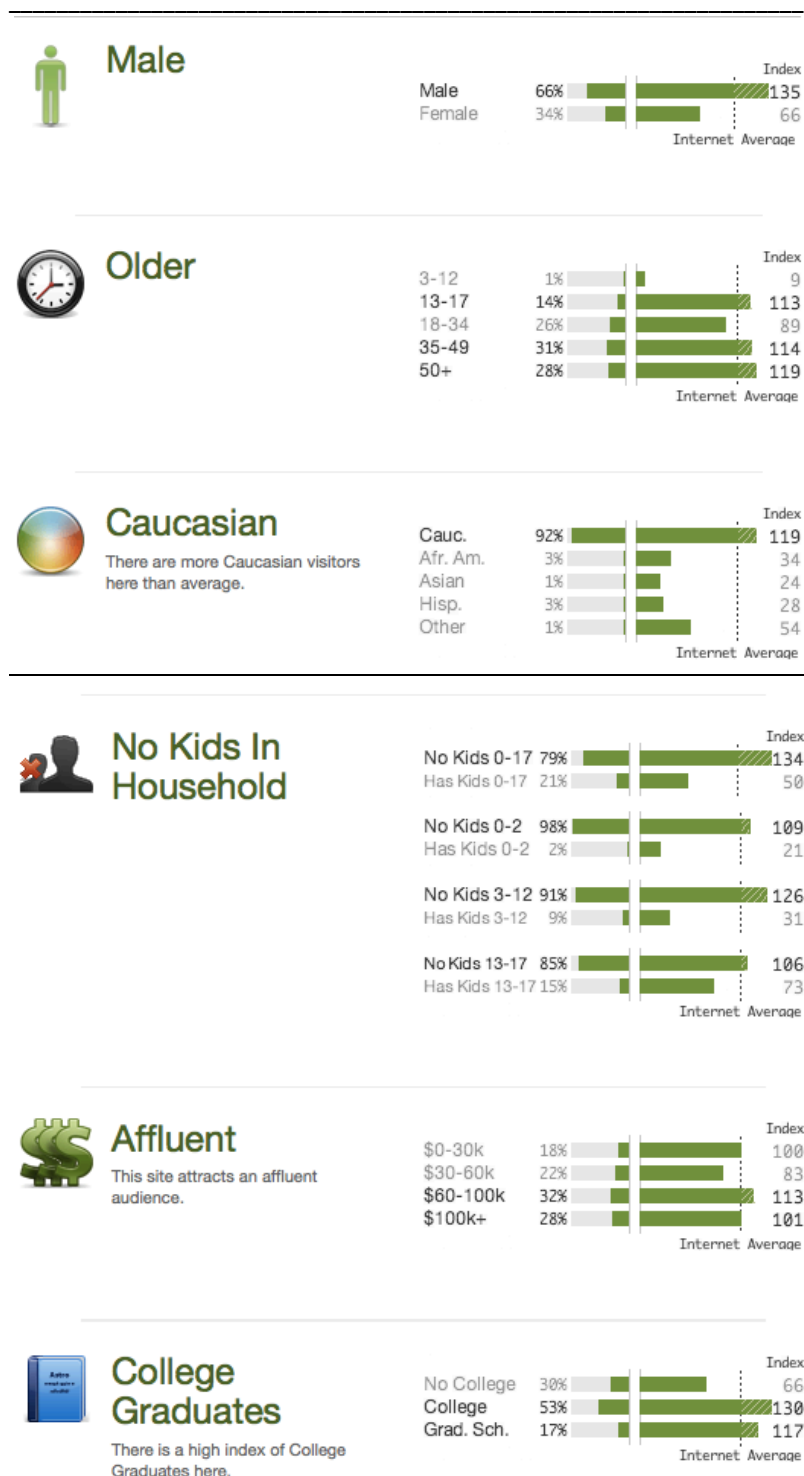 Male
Index
Male 66% 135
Female 34% 66
Internet Average
Older
Index
3-12 1% 9
13-17 14% 113
18-34 26% 89
35-49 31% 114
50+ 28% 119
Internet Average
Caucasian
There are more Caucasian visitors
here than average.
Index
Cauc. 92% 119
Afr. Am. 3% 34
Asian 1% 24
Hisp. 3% 28
Other 1% 54
Internet Average
No Kids In
Household
Index
No Kids 0-17 79% 134
Has Kids 0-17 21% 50
No Kids 0-2 98% 109
Has Kids 0-2 2% 21
No Kids 3-12 91% 126
Has Kids 3-12 9% 31
No Kids 13-17 85% 106
Has Kids 13-17 15% 73
Internet Average
Affluent
This site attracts an affluent
audience.
Index
$0-30k 18% 100
$30-60k 22% 83
$60-100k 32% 113
$100k+ 28% 101
Internet Average
College
Graduates
There is a high index of College
Graduates here.
Index
No College 30% 66
College 53% 130
Grad. Sch. 17% 117
Internet Average